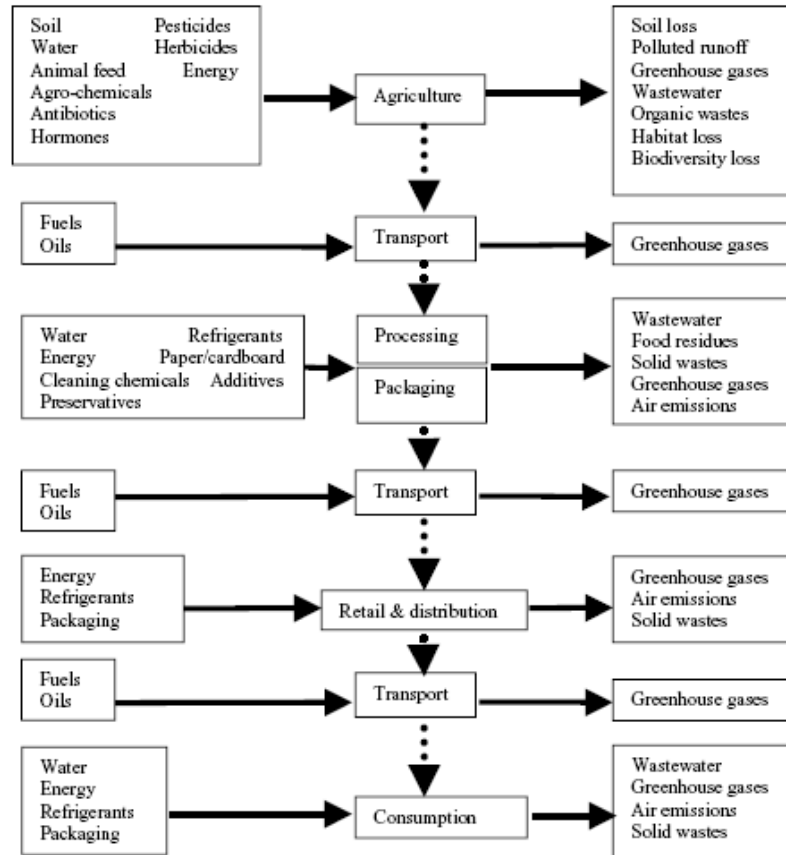 Soil Pesticides
Water Herbicides
Animal feed Energy
Agro-chemicals
Antibiotics
Hormones
Agriculture
Soil loss
Polluted runoff
Greenhouse gases
Wastewater
Organic wastes
Habitat loss
Biodiversity loss
Fuels
Oils
Transport
Greenhouse gases
Water Refrigerants
Energy Paper/cardboard
Cleaning chemicals Additives
Preservatives
Processing
Packaging
Wastewater
Food residues
Solid wastes
Greenhouse gases
Air emissions
Fuels
Oils
Transport
Greenhouse gases
Energy
Refrigerants
Packaging
Retail & distribution
Greenhouse gases
Air emissions
Solid wastes
Fuels
Oils
Transport
Greenhouse gases
Water
Energy
Refrigerants
Packaging
Consumption
Wastewater
Greenhouse gases
Air emissions
Solid wastes